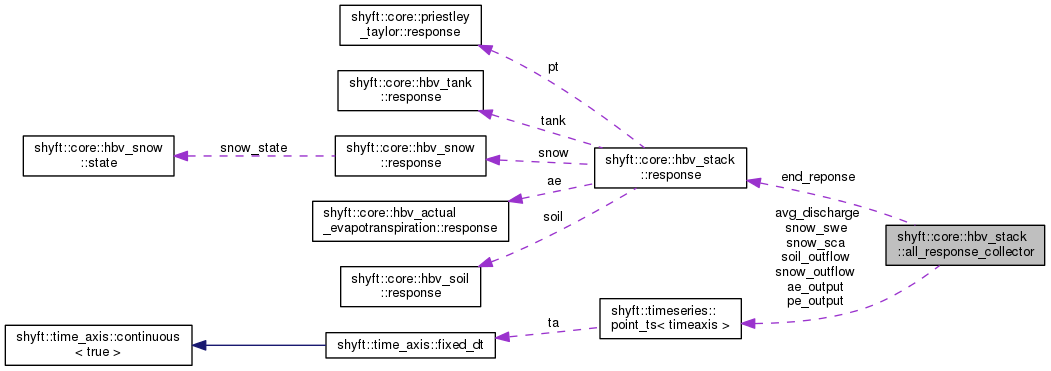 shyft::core::priestley
_taylor::response
pt
shyft::core::hbv_tank
::response
tank
shyft::core::hbv_snow
::state
snow_state
shyft::core::hbv_snow
::response
snow
shyft::core::hbv_stack
::response
ae
shyft::core::hbv_actual
_evapotranspiration::response
soil
shyft::core::hbv_soil
::response
end_reponse
shyft::core::hbv_stack
::all_response_collector
avg_discharge
snow_swe
snow_sca
soil_outflow
snow_outflow
ae_output
pe_output
shyft::timeseries::
point_ts< timeaxis >
ta
shyft::time_axis::fixed_dt
shyft::time_axis::continuous
< true >